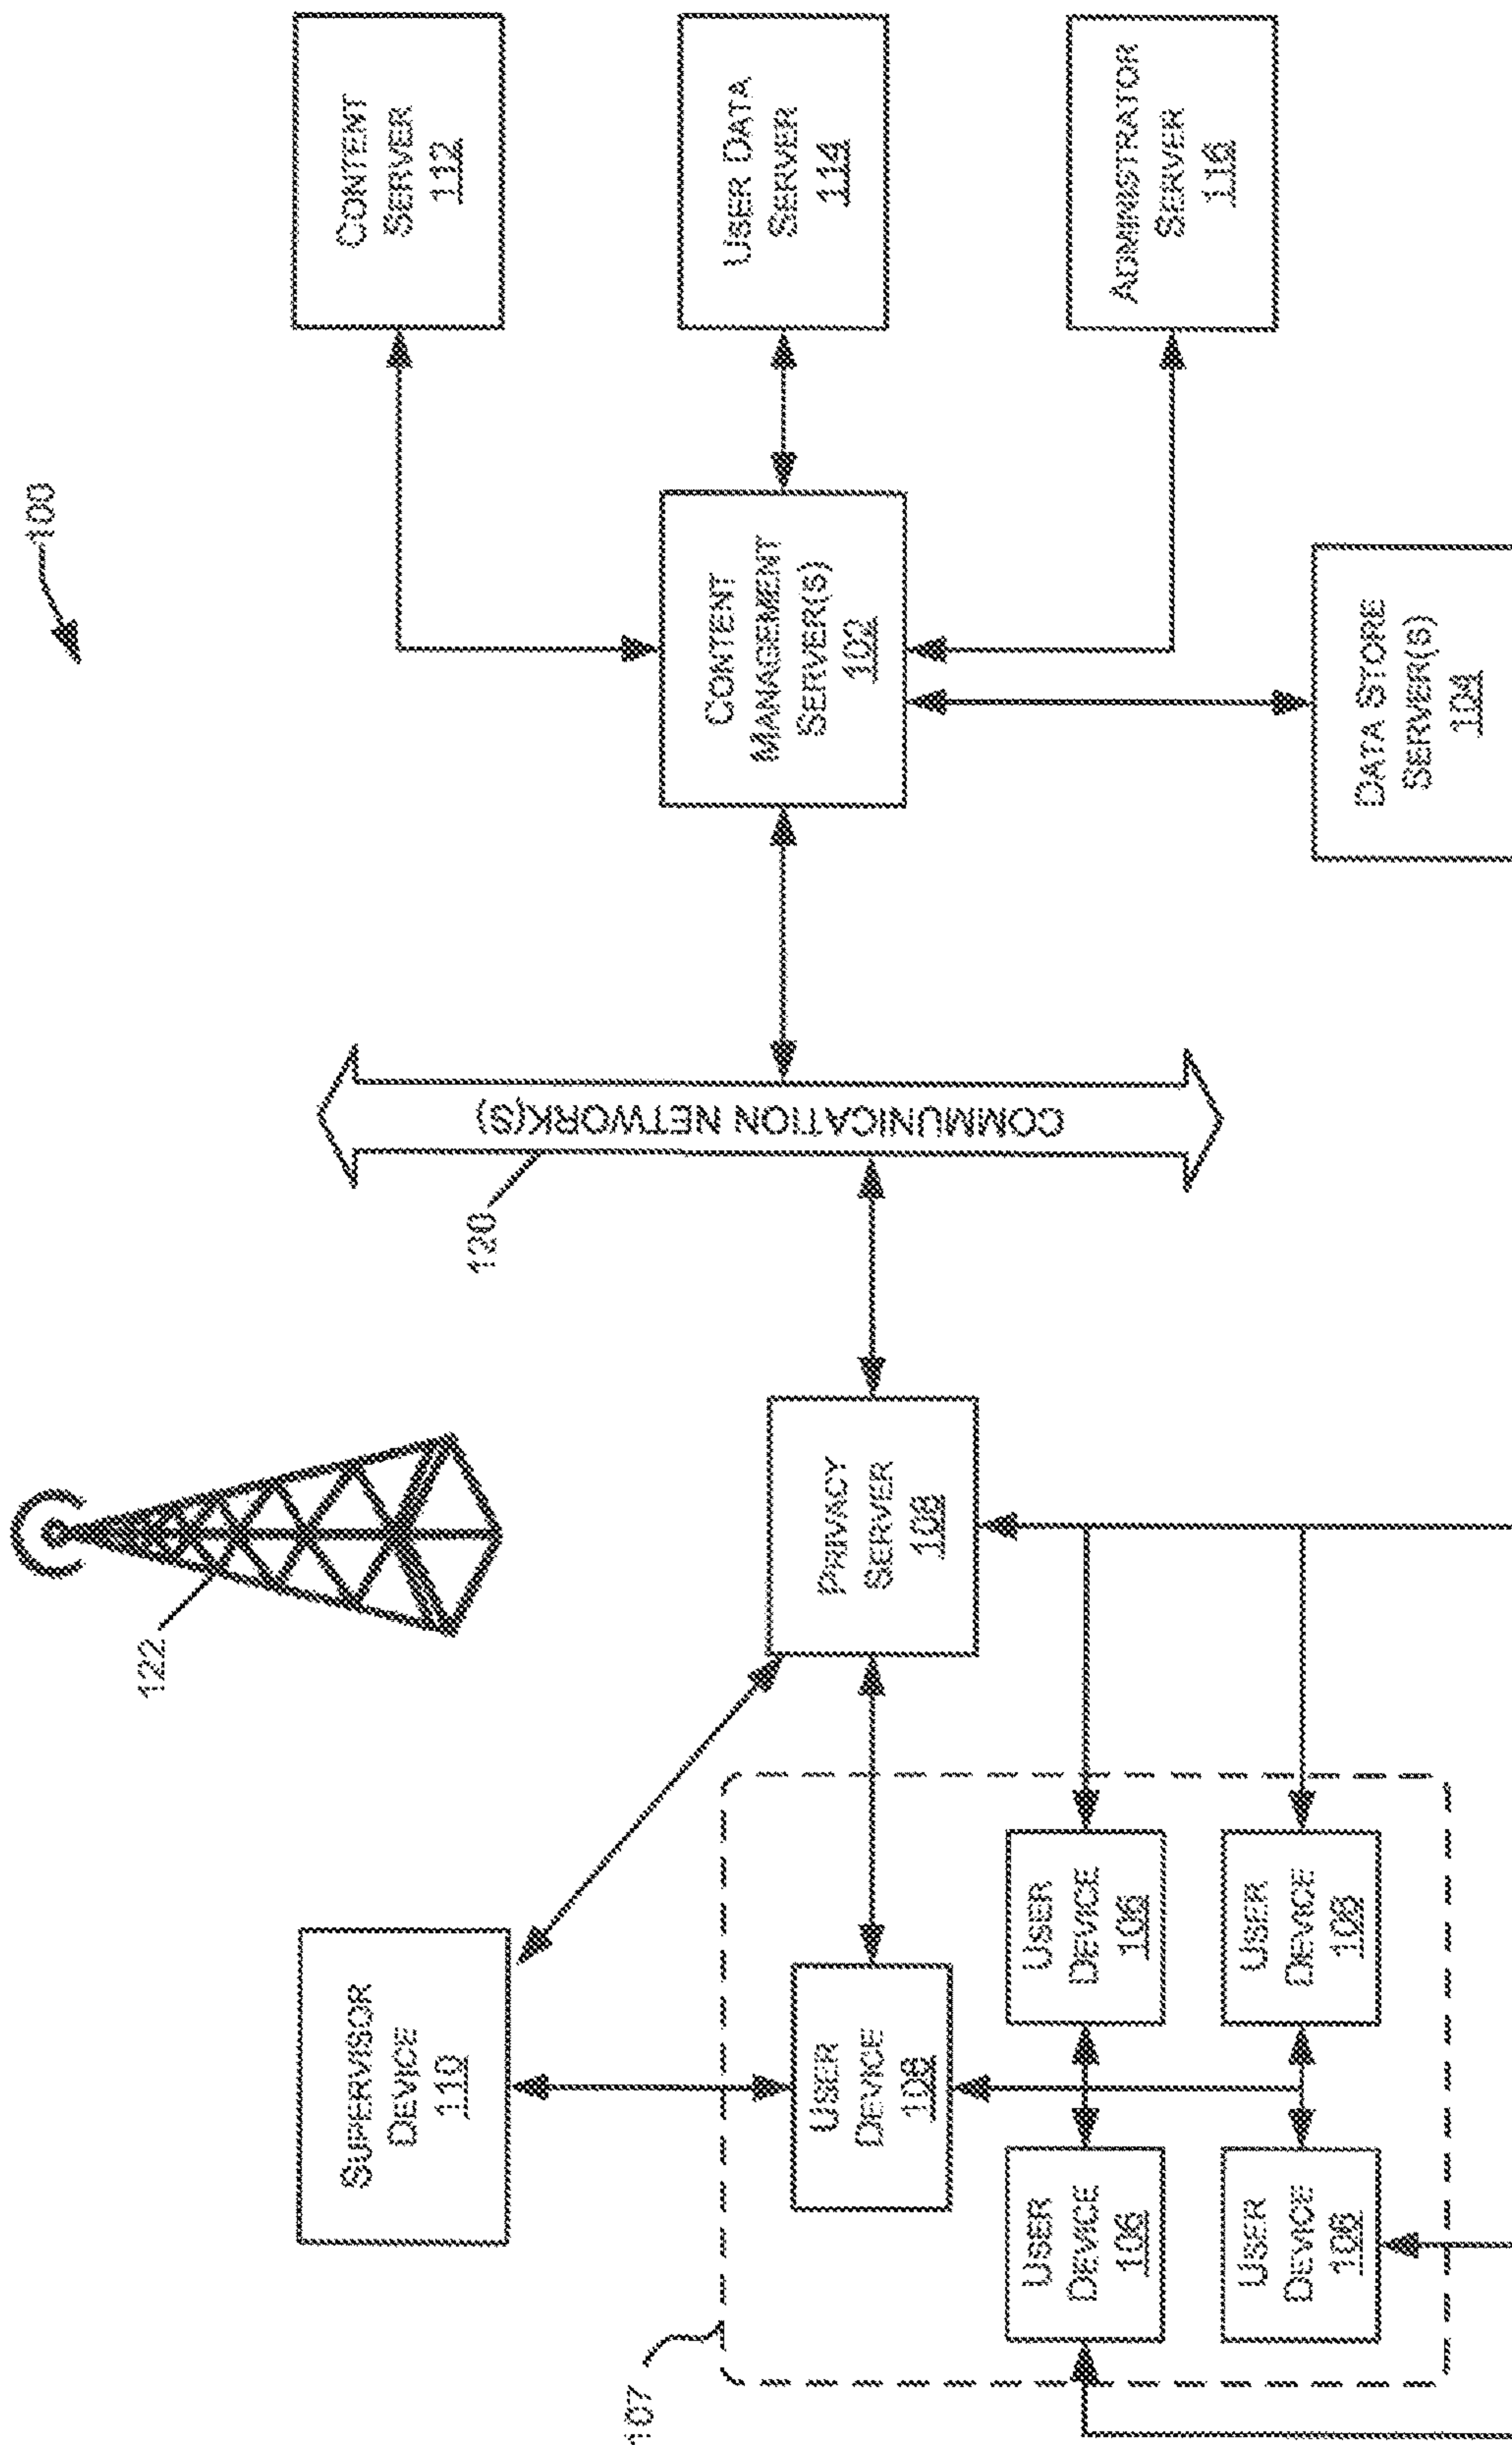 100
CONTENT
SERVER
112
USER DATA
SERVER
114
ADMINISTRATOR
SERVER
116
CONTENT
MANAGEMENT
SERVER(S)
102
DATA STORE
SERVER(S)
104
COMMUNICATION NETWORK(S)
120
122
PRIVACY
SERVER
108
SUPERVISOR
DEVICE
110
107
USER
DEVICE
106
USER
DEVICE
106
USER
DEVICE
106
USER
DEVICE
106
USER
DEVICE
106